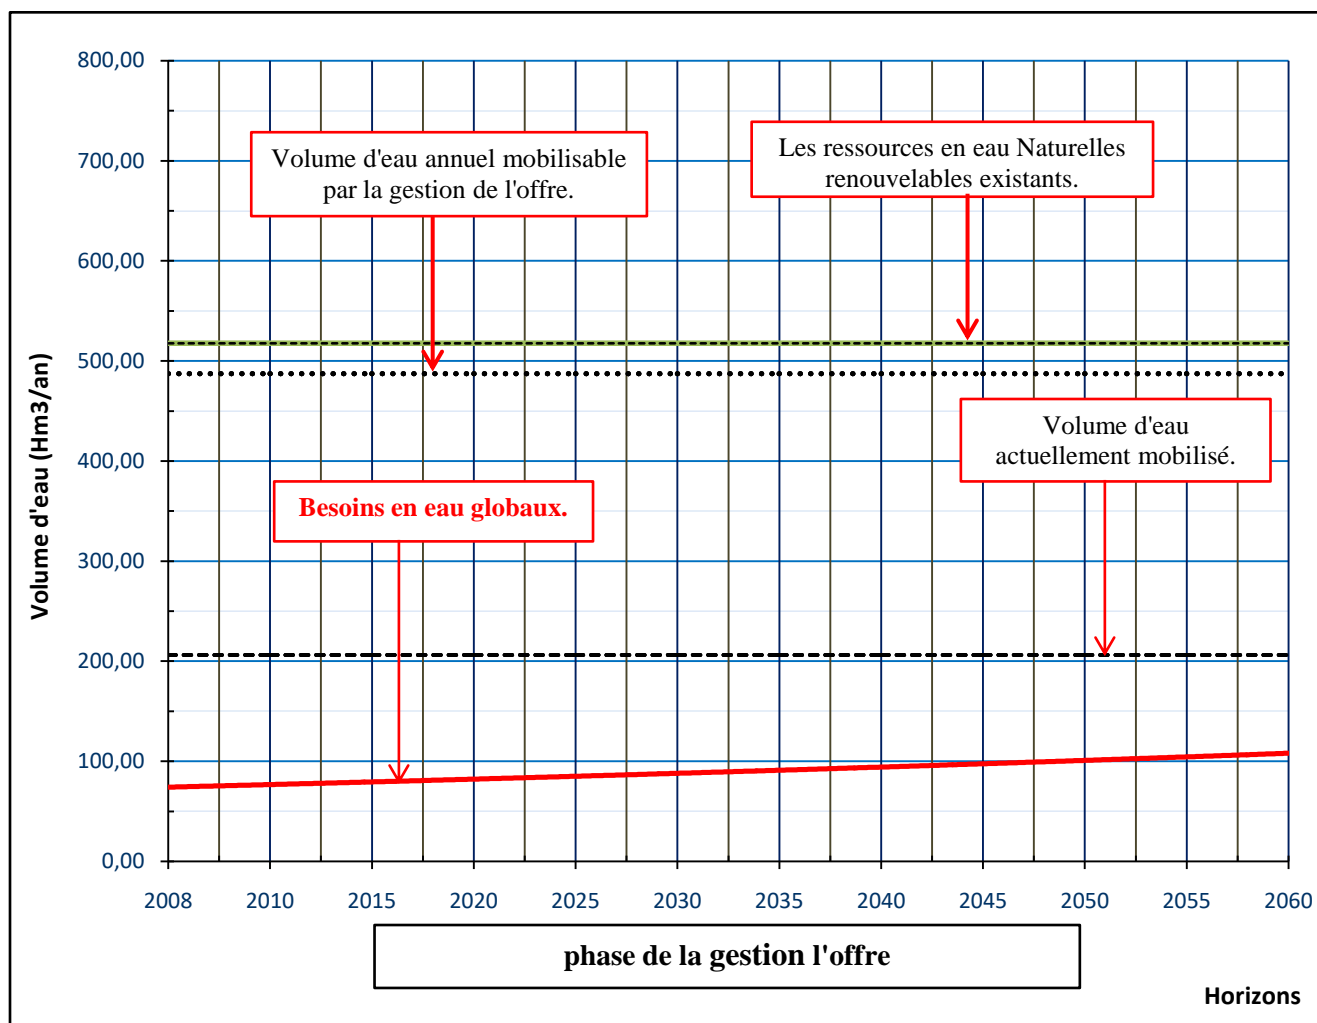 800,00
700,00
600,00
500,00
400,00
300,00
200,00
100,00
0,00
Volume d'eau (Hm3/an)
Volume d'eau annuel mobilisable
par la gestion de l'offre.
Les ressources en eau Naturelles
renouvelables existants.
Volume d'eau
actuellement mobilisé.
Besoins en eau globaux.
2008 2010 2015 2020 2025 2030 2035 2040 2045 2050 2055 2060
phase de la gestion l'offre
Horizons